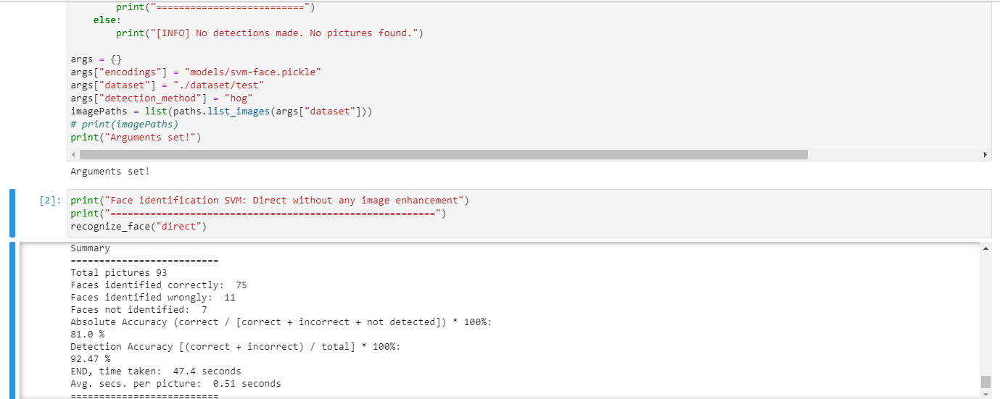 print("==========================")
else:
print("[INFO] No detections made. No pictures found.")
args = {}
args["encodings"] = "models/svm-face.pickle"
args["dataset"] = "./dataset/test"
args["detection_method"] = "hog"
imagePaths = list(paths.list_images(args["dataset"]))
# print(imagePaths)
print("Arguments set!")
Arguments set!
[2]: print("Face identification SVM: Direct without any image enhancement")
print("=========================================================")
recognize_face("direct")
Summary
==========================
Total pictures 93
Faces identified correctly:  75
Faces identified wrongly:  11
Faces not identified:  7
Absolute Accuracy (correct / [correct + incorrect + not detected]) * 100%:
81.0 %
Detection Accuracy [(correct + incorrect) / total] * 100%:
92.47 %
END, time taken:  47.4 seconds
Avg. secs. per picture:  0.51 seconds
==========================